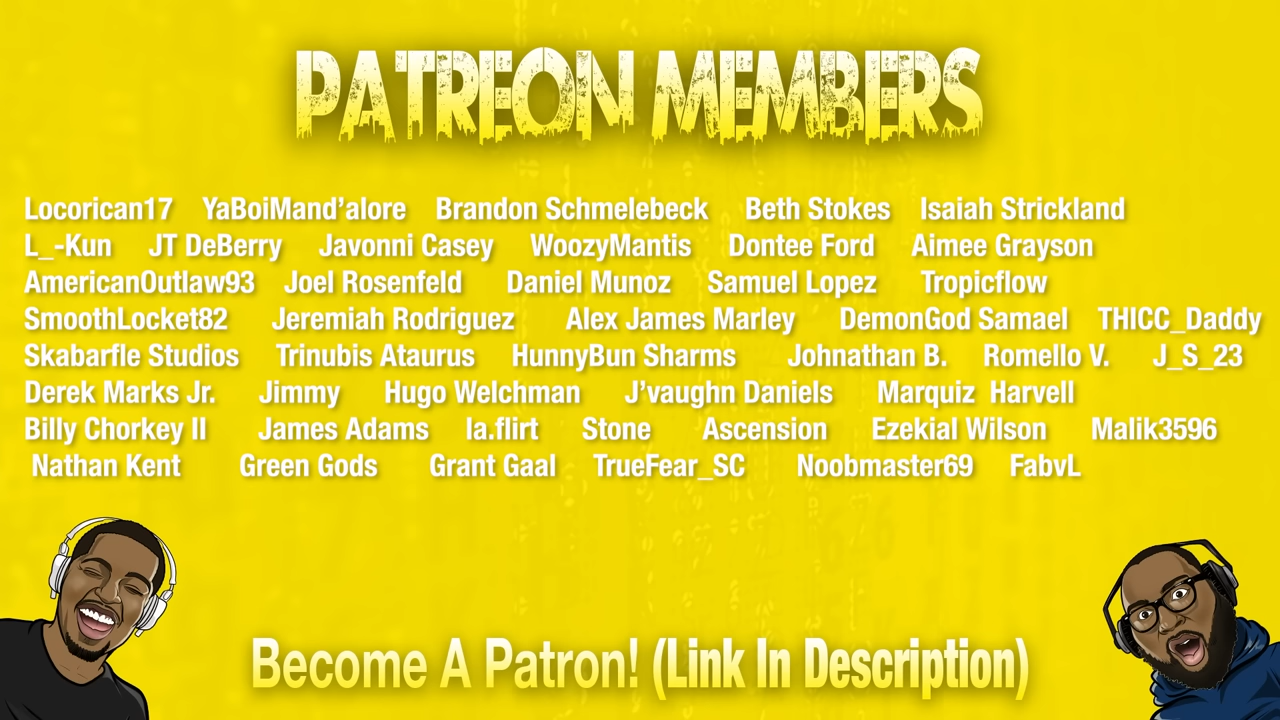 PATREON MEMBERS
Locorican17 YaBoiMand’alore Brandon Schmelebeck Beth Stokes Isaiah Strickland
L_-Kun JT DeBerry Javonni Casey WoozyMantis Dontee Ford Aimee Grayson
AmericanOutlaw93 Joel Rosenfeld Daniel Munoz Samuel Lopez Tropicflow
SmoothLocket82 Jeremiah Rodriguez Alex James Marley DemonGod Samael THICC_Daddy
Skabarfle Studios Trinubis Ataurus HunnyBun Sharms Johnathan B. Romello V. J_S_23
Derek Marks Jr. Jimmy Hugo Welchman J’vaughn Daniels Marquiz Harvell
Billy Chorkey II James Adams la.flirt Stone Ascension Ezekial Wilson Malik3596
Nathan Kent Green Gods Grant Gaal TrueFear_SC Noobmaster69 FabvL
Become A Patron! (Link In Description)